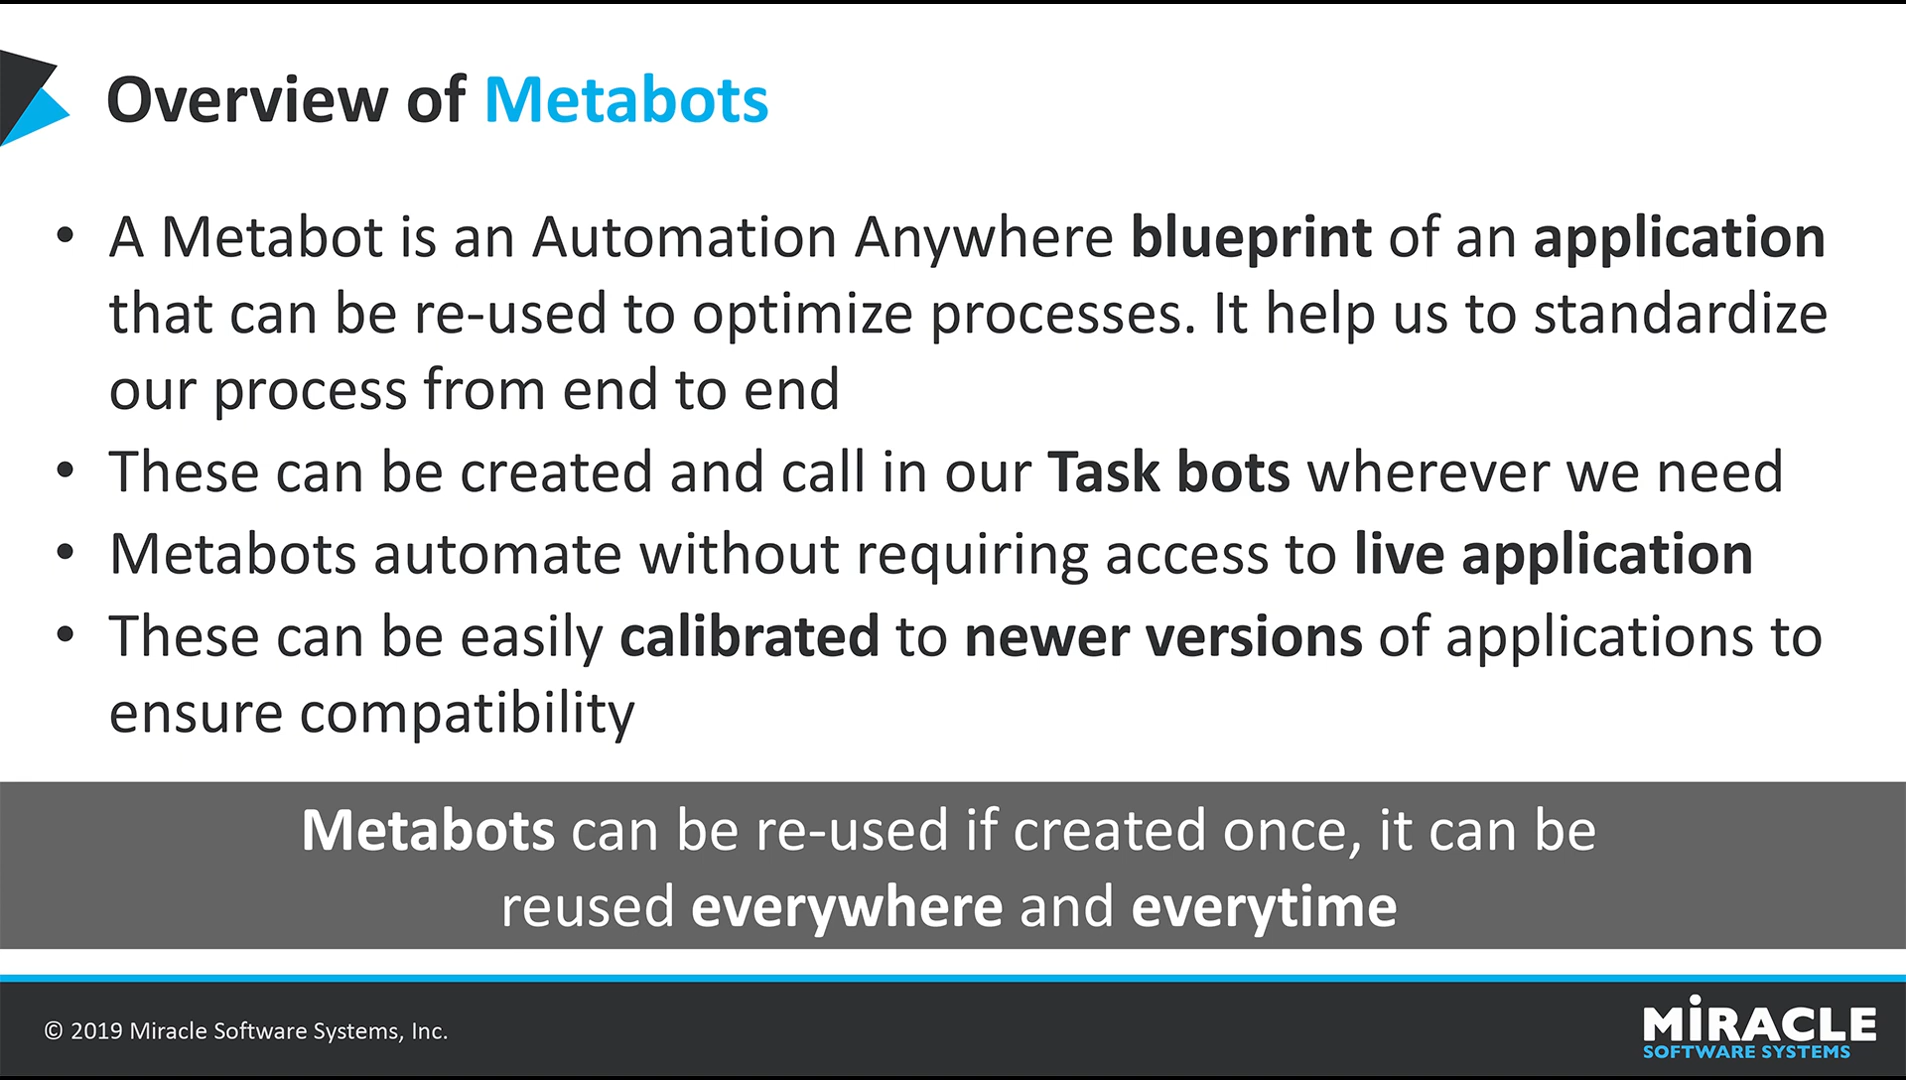 Overview of Metabots
• A Metabot is an Automation Anywhere blueprint of an application
that can be re-used to optimize processes. It help us to standardize
our process from end to end
• These can be created and call in our Task bots wherever we need
• Metabots automate without requiring access to live application
• These can be easily calibrated to newer versions of applications to
ensure compatibility
Metabots can be re-used if created once, it can be
reused everywhere and everytime
© 2019 Miracle Software Systems, Inc.
MiRACLE
SOFTWARE SYSTEMS